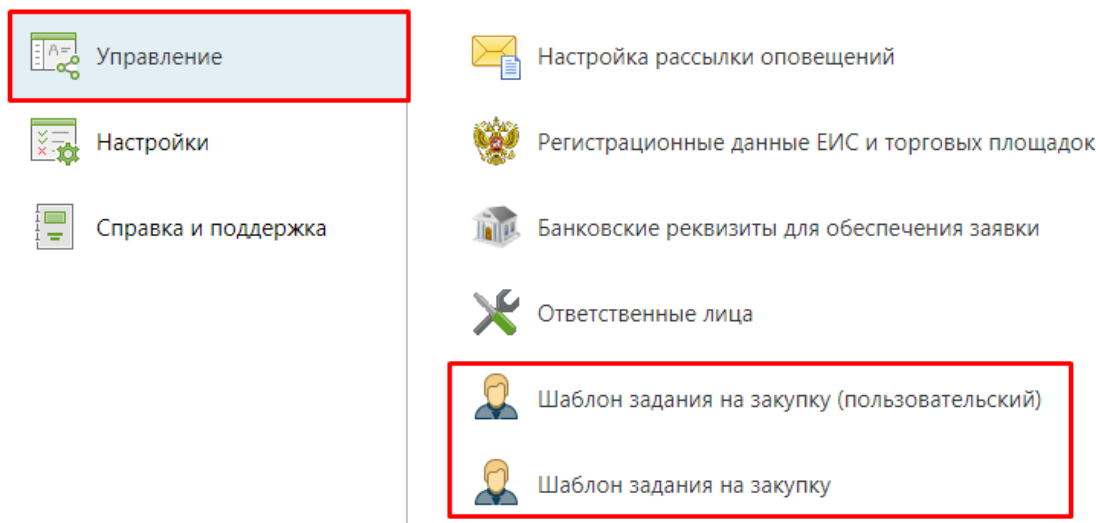 Управление
Настройки
Справка и поддержка
Настройка рассылки оповещений
Регистрационные данные ЕИС и торговых площадок
Банковские реквизиты для обеспечения заявки
Ответственные лица
Шаблон задания на закупку (пользовательский)
Шаблон задания на закупку